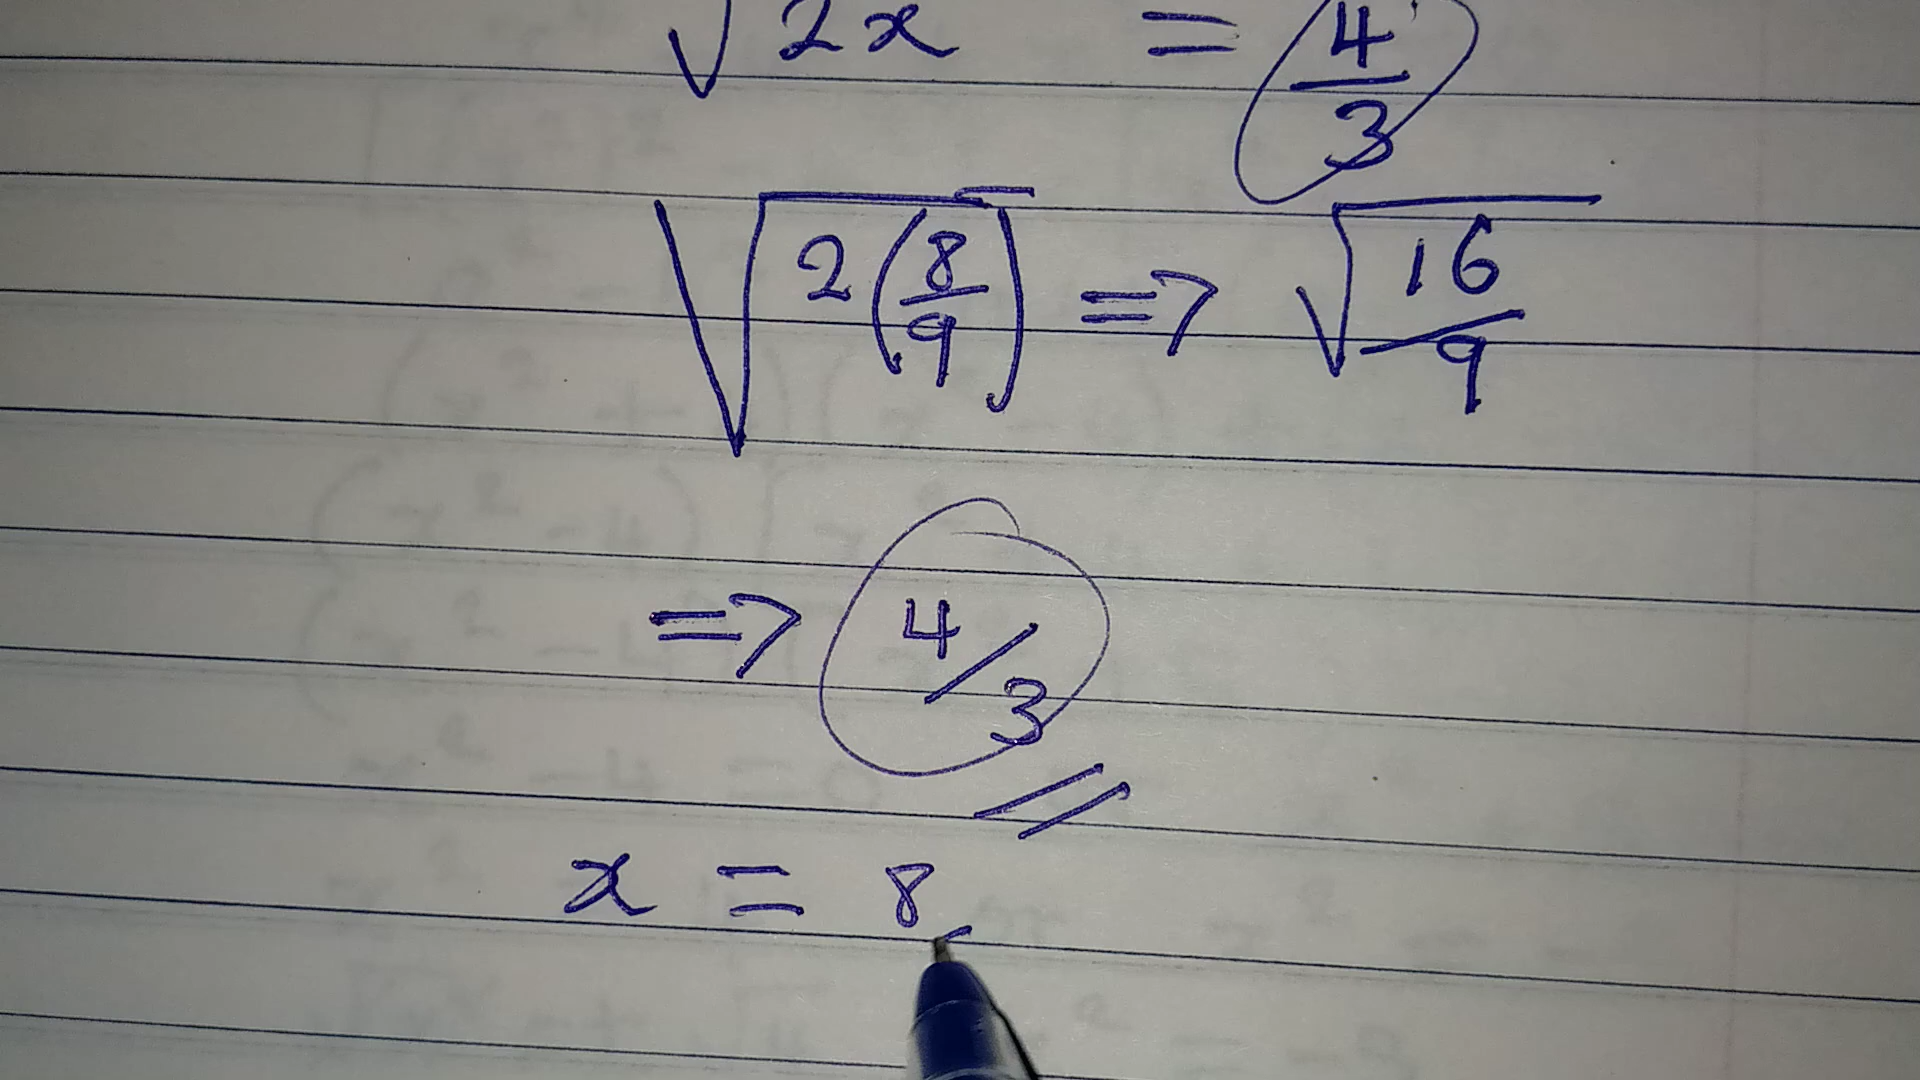 √2x = 4/3
√2(8/9) => √16/9
=> 4/3
x = 8